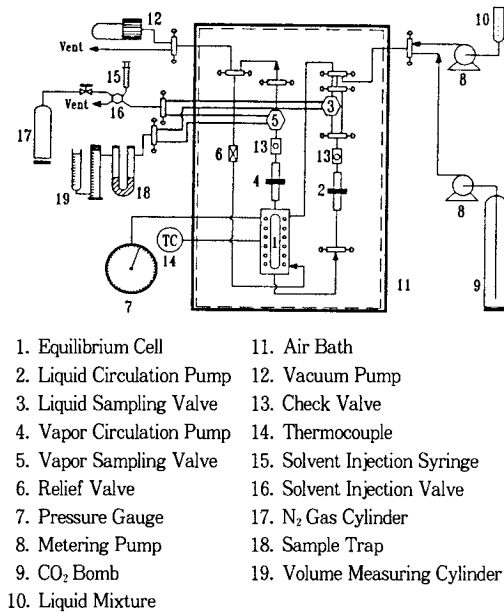 12
10
Vent
8
15
Vent
16
17
5
3
13
13
6
4
2
19
18
8
1
TC
14
7
11
9
1. Equilibrium Cell
2. Liquid Circulation Pump
3. Liquid Sampling Valve
4. Vapor Circulation Pump
5. Vapor Sampling Valve
6. Relief Valve
7. Pressure Gauge
8. Metering Pump
9. CO₂ Bomb
10. Liquid Mixture
11. Air Bath
12. Vacuum Pump
13. Check Valve
14. Thermocouple
15. Solvent Injection Syringe
16. Solvent Injection Valve
17. N₂ Gas Cylinder
18. Sample Trap
19. Volume Measuring Cylinder